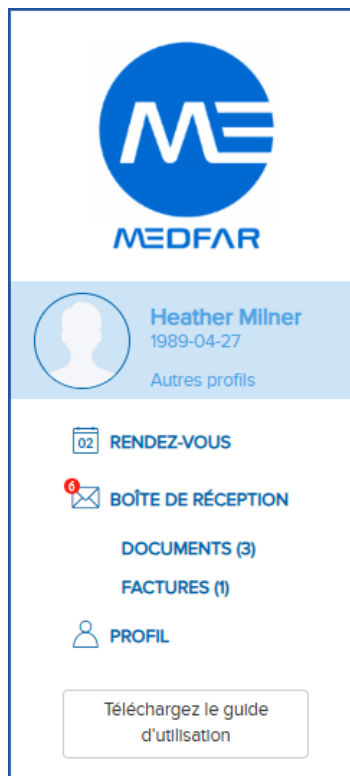 ME
MEDFAR
Heather Milner
1989-04-27
Autres profils
02 RENDEZ-VOUS
6 BOÎTE DE RÉCEPTION
DOCUMENTS (3)
FACTURES (1)
PROFIL
Téléchargez le guide
d'utilisation